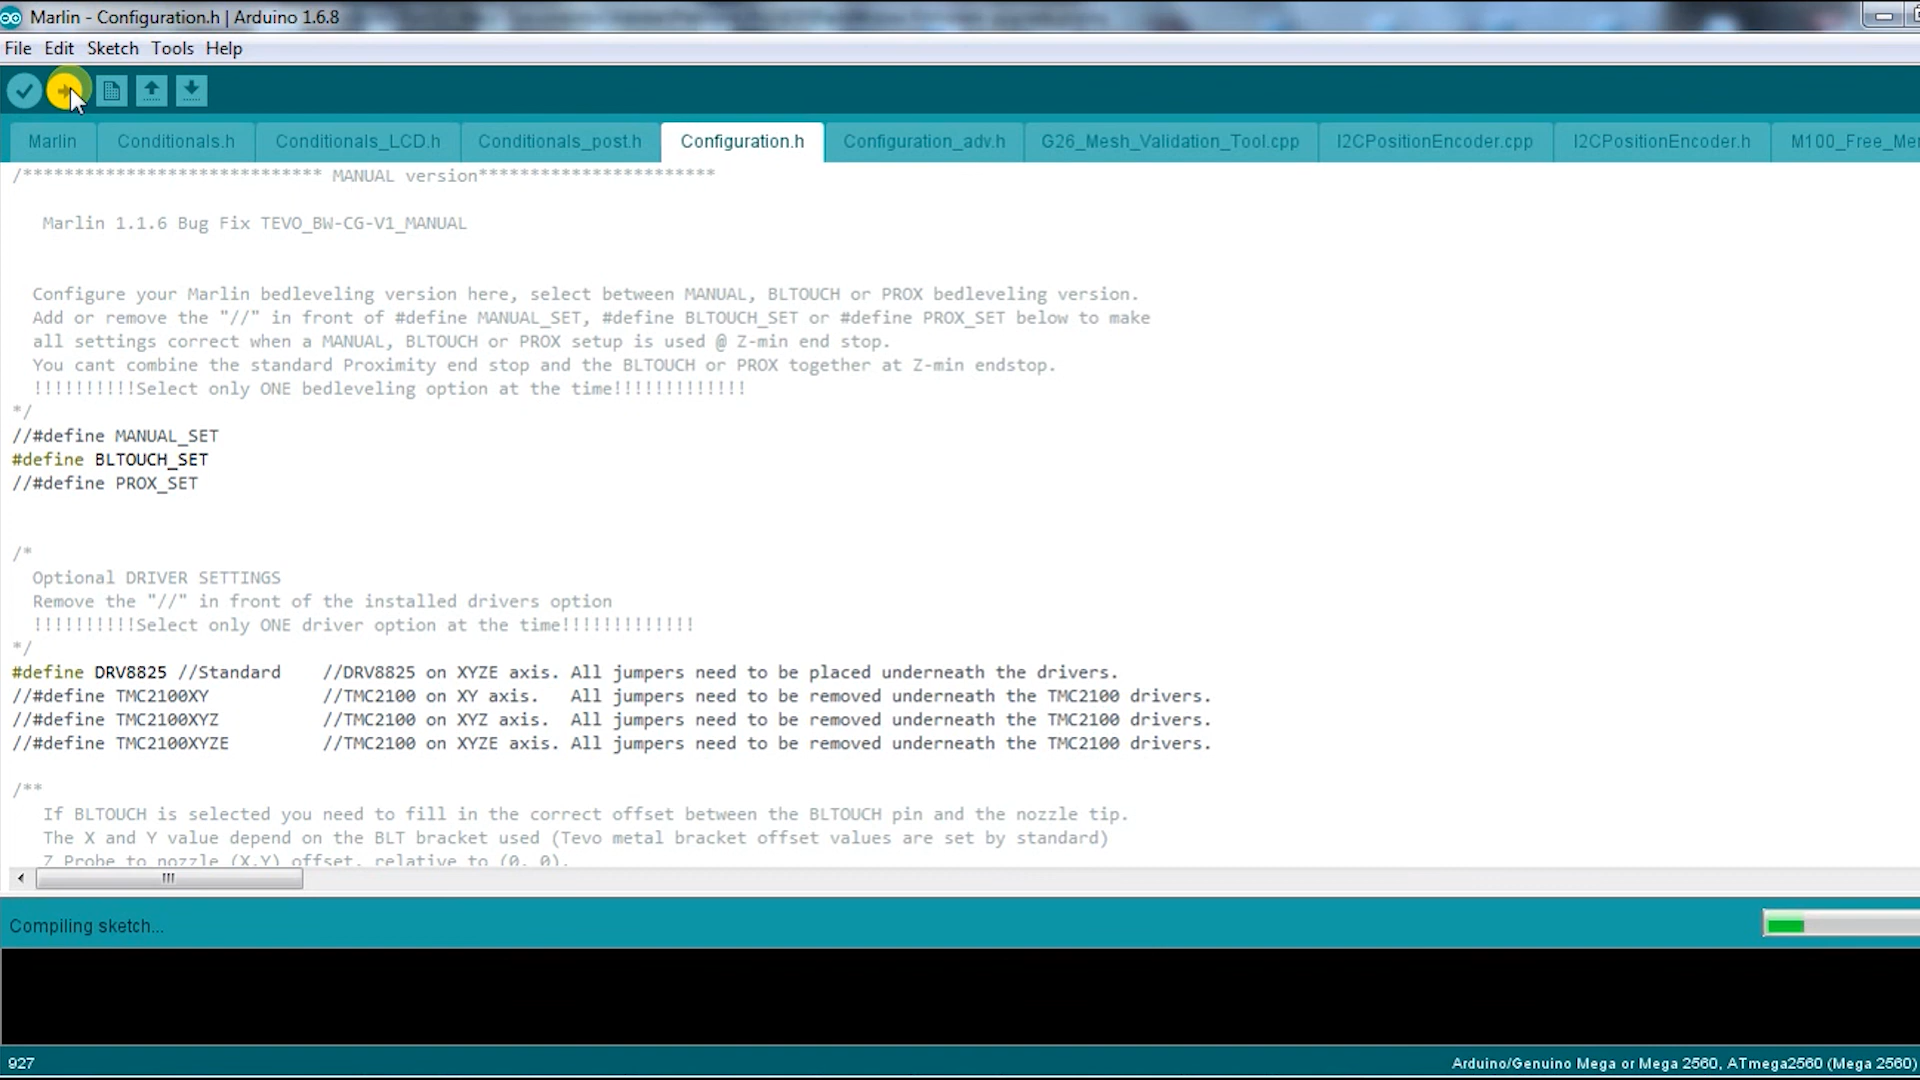 Marlin - Configuration.h | Arduino 1.6.8
File Edit Sketch Tools Help
Marlin Conditionals.h Conditionals_LCD.h Conditionals_post.h Configuration.h Configuration_adv.h G26_Mesh_Validation_Tool.cpp I2CPositionEncoder.cpp I2CPositionEncoder.h M100_Free_Me
/***************************** MANUAL version***********************
Marlin 1.1.6 Bug Fix TEVO_BW-CG-V1_MANUAL
Configure your Marlin bedleveling version here, select between MANUAL, BLTOUCH or PROX bedleveling version.
Add or remove the "//" in front of #define MANUAL_SET, #define BLTOUCH_SET or #define PROX_SET below to make
all settings correct when a MANUAL, BLTOUCH or PROX setup is used @ Z-min end stop.
You cant combine the standard Proximity end stop and the BLTOUCH or PROX together at Z-min endstop.
!!!!!!!!!!Select only ONE bedleveling option at the time!!!!!!!!!!!!!
*/
//#define MANUAL_SET
#define BLTOUCH_SET
//#define PROX_SET
/*
Optional DRIVER SETTINGS
Remove the "//" in front of the installed drivers option
!!!!!!!!!!Select only ONE driver option at the time!!!!!!!!!!!!!
*/
#define DRV8825 //Standard //DRV8825 on XYZE axis. All jumpers need to be placed underneath the drivers.
//#define TMC2100XY //TMC2100 on XY axis. All jumpers need to be removed underneath the TMC2100 drivers.
//#define TMC2100XYZ //TMC2100 on XYZ axis. All jumpers need to be removed underneath the TMC2100 drivers.
//#define TMC2100XYZE //TMC2100 on XYZE axis. All jumpers need to be removed underneath the TMC2100 drivers.
/**
If BLTOUCH is selected you need to fill in the correct offset between the BLTOUCH pin and the nozzle tip.
The X and Y value depend on the BLT bracket used (Tevo metal bracket offset values are set by standard)
Z Probe to nozzle (X,Y) offset, relative to (0, 0).
Compiling sketch...
927
Arduino/Genuino Mega or Mega 2560, ATmega2560 (Mega 2560)